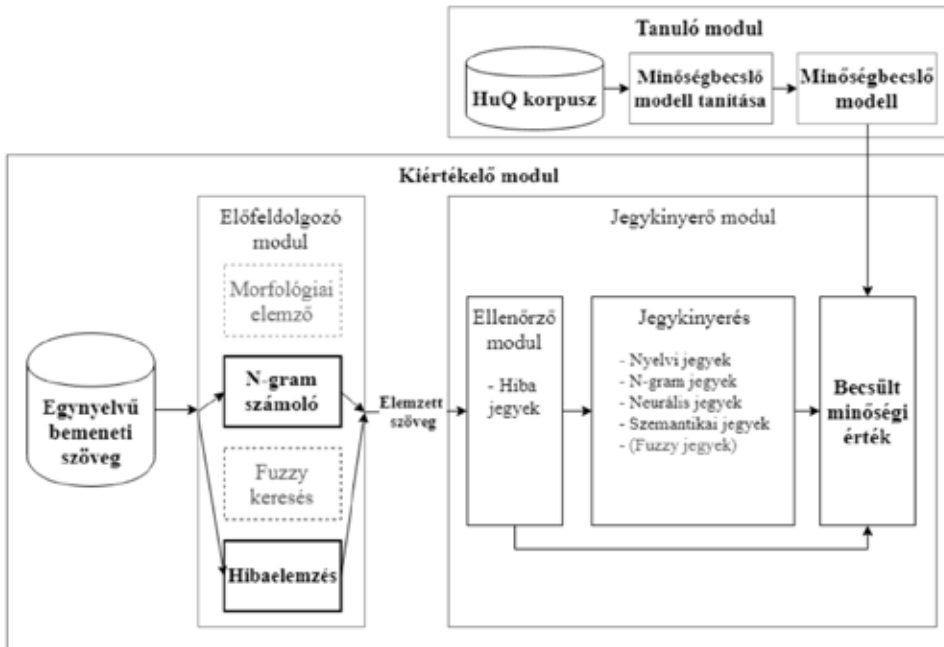 Tanuló modul
HuQ korpusz
Minőségbecslő
modell tanítása
Minőségbecslő
modell
Kiértékelő modul
Egynyelvű
bemeneti
szöveg
Előfeldolgozó
modul
Morfológiai
elemző
N-gram
számoló
Fuzzy
keresés
Hibaelemzés
Elemzett
szöveg
Jegykinyerő modul
Ellenőrző
modul
- Hiba
jegyek
Jegykinyerés
- Nyelvi jegyek
- N-gram jegyek
- Neurális jegyek
- Szemantikai jegyek
- (Fuzzy jegyek)
Becsült
minőségi
érték